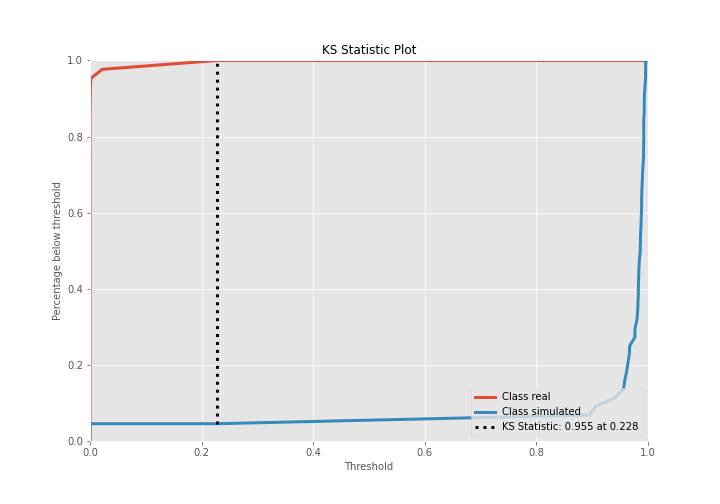 KS Statistic Plot
Percentage below threshold
1.0
0.8
0.6
0.4
0.2
0.0
Class real
Class simulated
KS Statistic: 0.955 at 0.228
0.0 0.2 0.4 0.6 0.8 1.0
Threshold